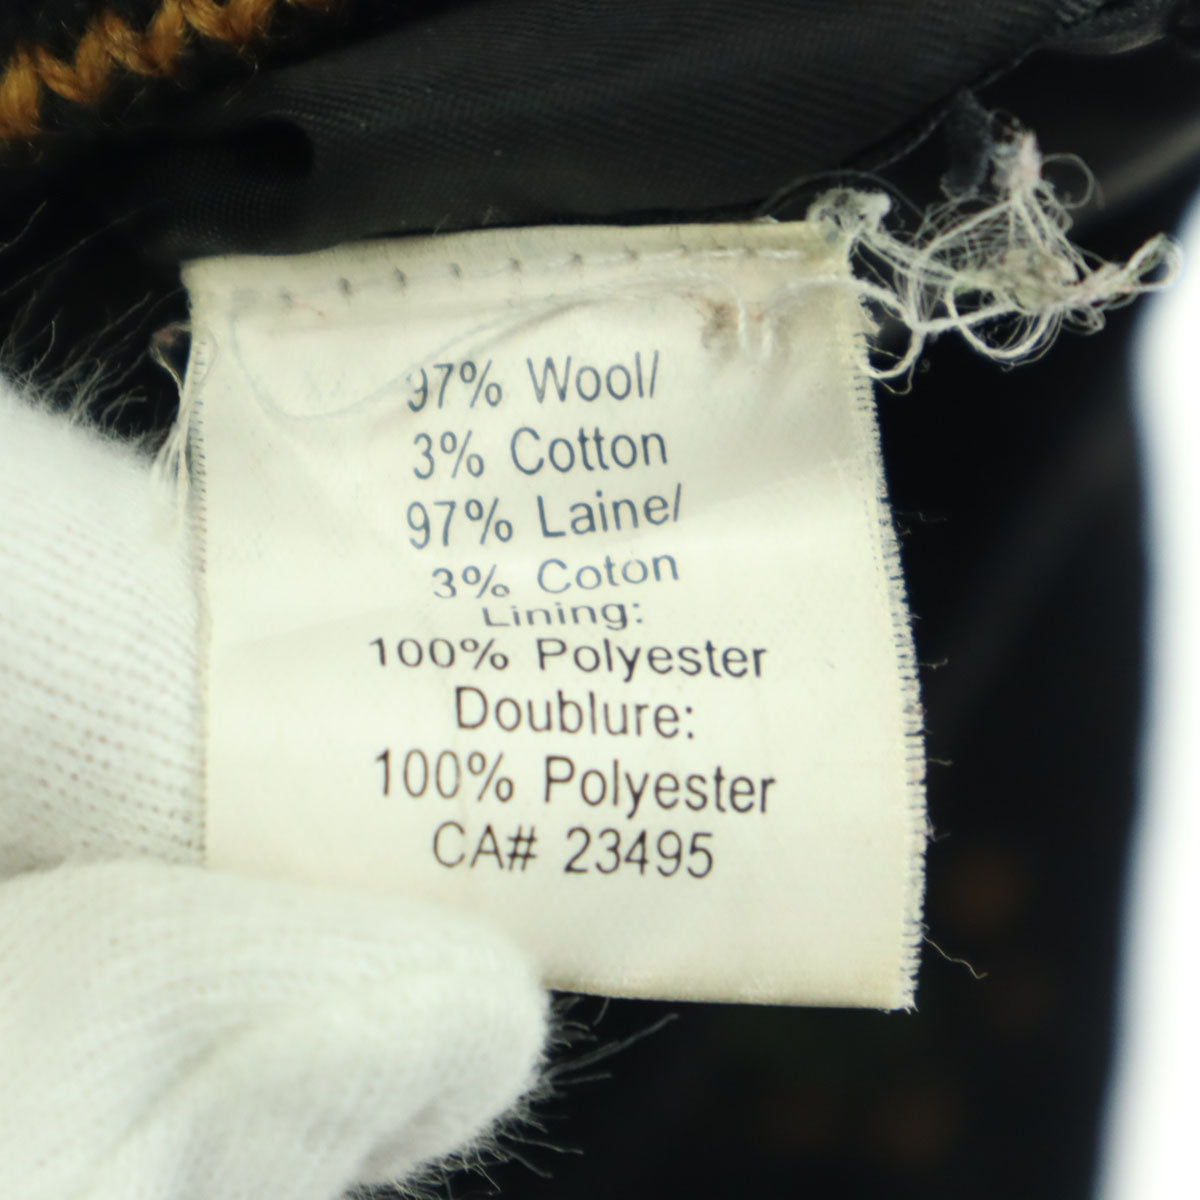 97% Wool/
3% Cotton
97% Laine/
3% Coton
Lining:
100% Polyester
Doublure:
100% Polyester
CA# 23495